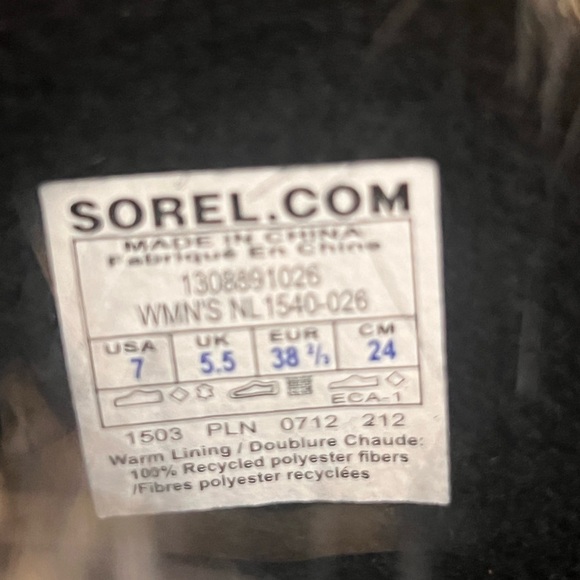 SOREL.COM
MADE IN CHINA
Fabriqué En Chine
1308891026
WMN'S NL1540-026
USA UK EUR CM
7 5.5 38 ²/₃ 24
ECA-1
1503 PLN 0712 212
Warm Lining / Doublure Chaude:
100% Recycled polyester fibers
/Fibres polyester recyclées